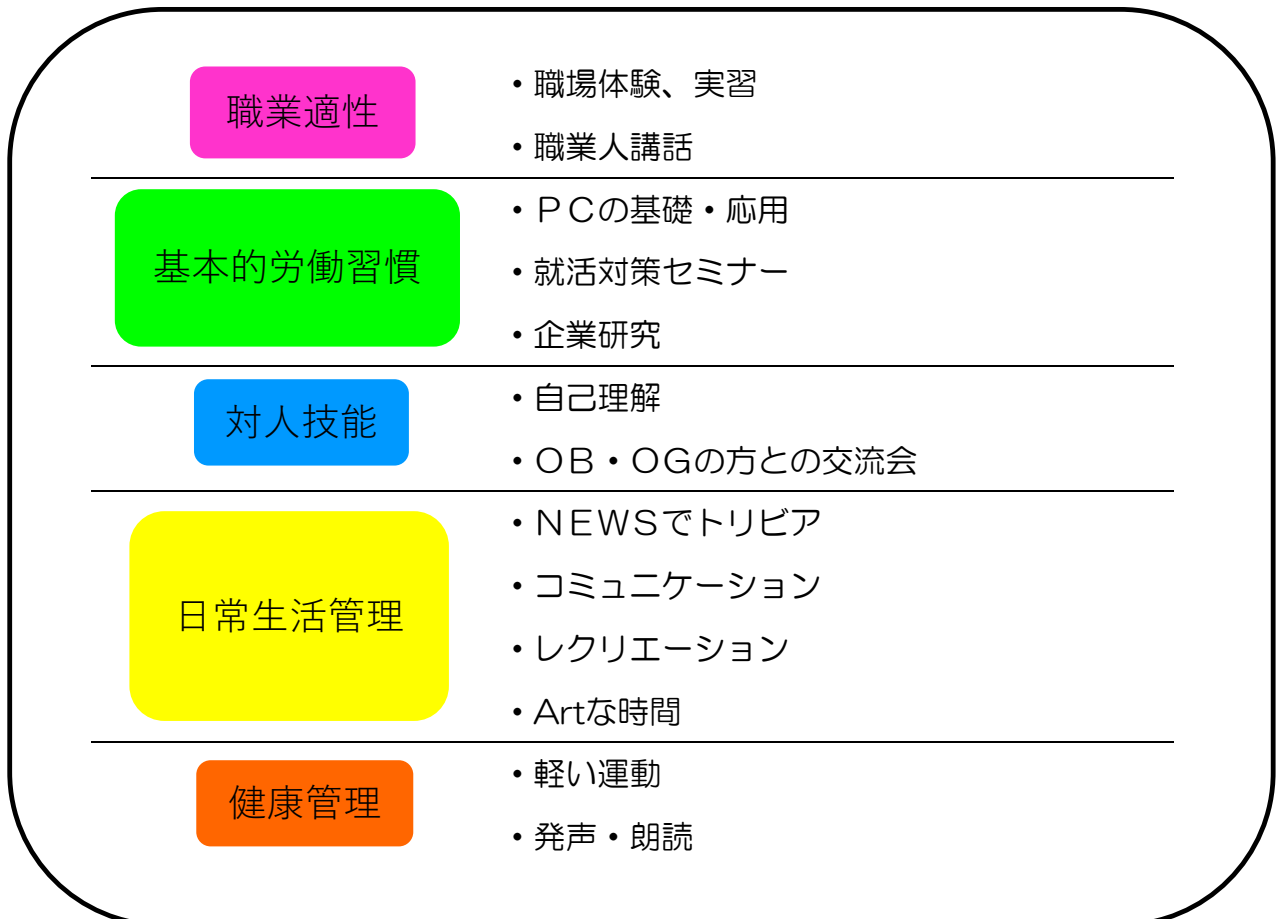 職業適性
・職場体験、実習
・職業人講話
基本的労働習慣
・ＰＣの基礎・応用
・就活対策セミナー
・企業研究
対人技能
・自己理解
・ＯＢ・ＯＧの方との交流会
日常生活管理
・ＮＥＷＳでトリビア
・コミュニケーション
・レクリエーション
・Artな時間
健康管理
・軽い運動
・発声・朗読